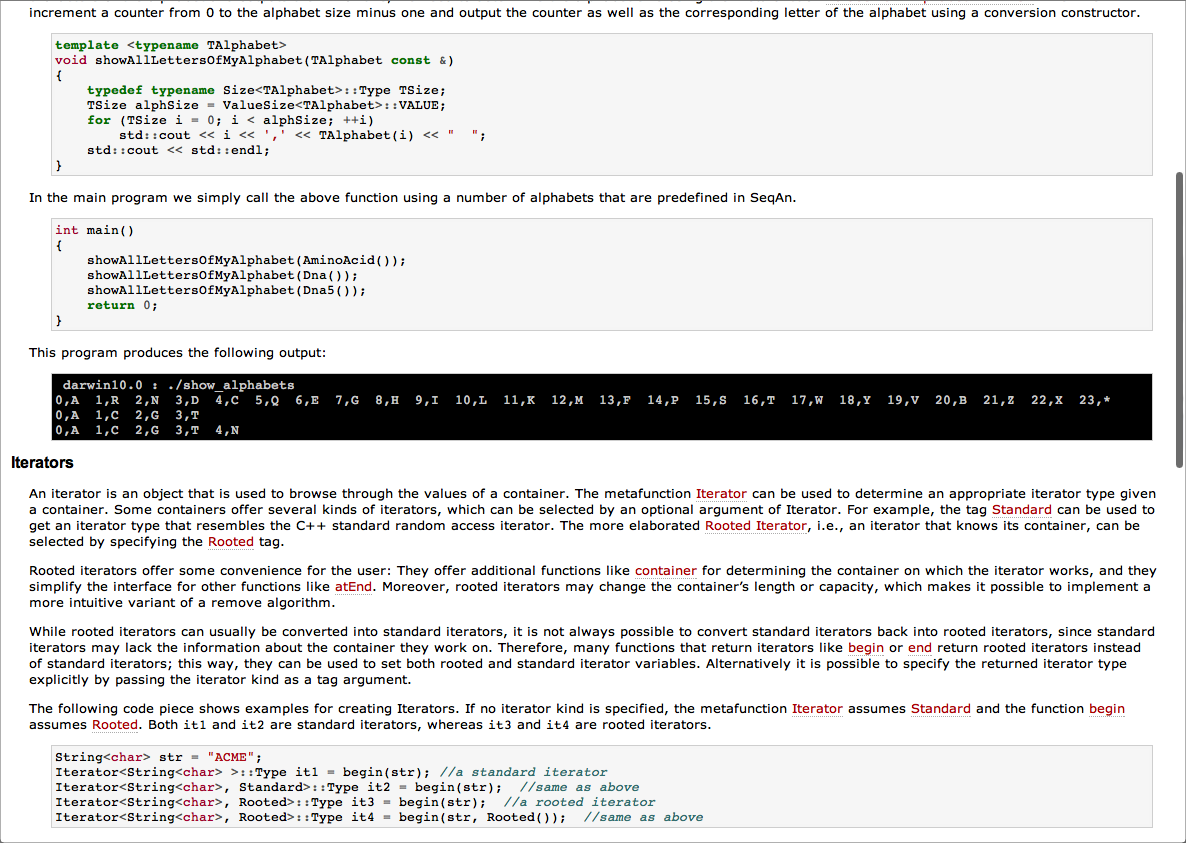 increment a counter from 0 to the alphabet size minus one and output the counter as well as the corresponding letter of the alphabet using a conversion constructor.
template <typename TAlphabet>
void showAllLettersOfMyAlphabet(TAlphabet const &)
{
    typedef typename Size<TAlphabet>::Type TSize;
    TSize alphSize = ValueSize<TAlphabet>::VALUE;
    for (TSize i = 0; i < alphSize; ++i)
        std::cout << i << ',' << TAlphabet(i) << "  ";
    std::cout << std::endl;
}
In the main program we simply call the above function using a number of alphabets that are predefined in SeqAn.
int main()
{
    showAllLettersOfMyAlphabet(AminoAcid());
    showAllLettersOfMyAlphabet(Dna());
    showAllLettersOfMyAlphabet(Dna5());
    return 0;
}
This program produces the following output:
 darwin10.0 : ./show_alphabets
0,A  1,R  2,N  3,D  4,C  5,Q  6,E  7,G  8,H  9,I  10,L  11,K  12,M  13,F  14,P  15,S  16,T  17,W  18,Y  19,V  20,B  21,Z  22,X  23,*
0,A  1,C  2,G  3,T
0,A  1,C  2,G  3,T  4,N
Iterators
An iterator is an object that is used to browse through the values of a container. The metafunction Iterator can be used to determine an appropriate iterator type given
a container. Some containers offer several kinds of iterators, which can be selected by an optional argument of Iterator. For example, the tag Standard can be used to
get an iterator type that resembles the C++ standard random access iterator. The more elaborated Rooted Iterator, i.e., an iterator that knows its container, can be
selected by specifying the Rooted tag.
Rooted iterators offer some convenience for the user: They offer additional functions like container for determining the container on which the iterator works, and they
simplify the interface for other functions like atEnd. Moreover, rooted iterators may change the container’s length or capacity, which makes it possible to implement a
more intuitive variant of a remove algorithm.
While rooted iterators can usually be converted into standard iterators, it is not always possible to convert standard iterators back into rooted iterators, since standard
iterators may lack the information about the container they work on. Therefore, many functions that return iterators like begin or end return rooted iterators instead
of standard iterators; this way, they can be used to set both rooted and standard iterator variables. Alternatively it is possible to specify the returned iterator type
explicitly by passing the iterator kind as a tag argument.
The following code piece shows examples for creating Iterators. If no iterator kind is specified, the metafunction Iterator assumes Standard and the function begin
assumes Rooted. Both it1 and it2 are standard iterators, whereas it3 and it4 are rooted iterators.
String<char> str = "ACME";
Iterator<String<char> >::Type it1 = begin(str); //a standard iterator
Iterator<String<char>, Standard>::Type it2 = begin(str);  //same as above
Iterator<String<char>, Rooted>::Type it3 = begin(str);  //a rooted iterator
Iterator<String<char>, Rooted>::Type it4 = begin(str, Rooted());  //same as above